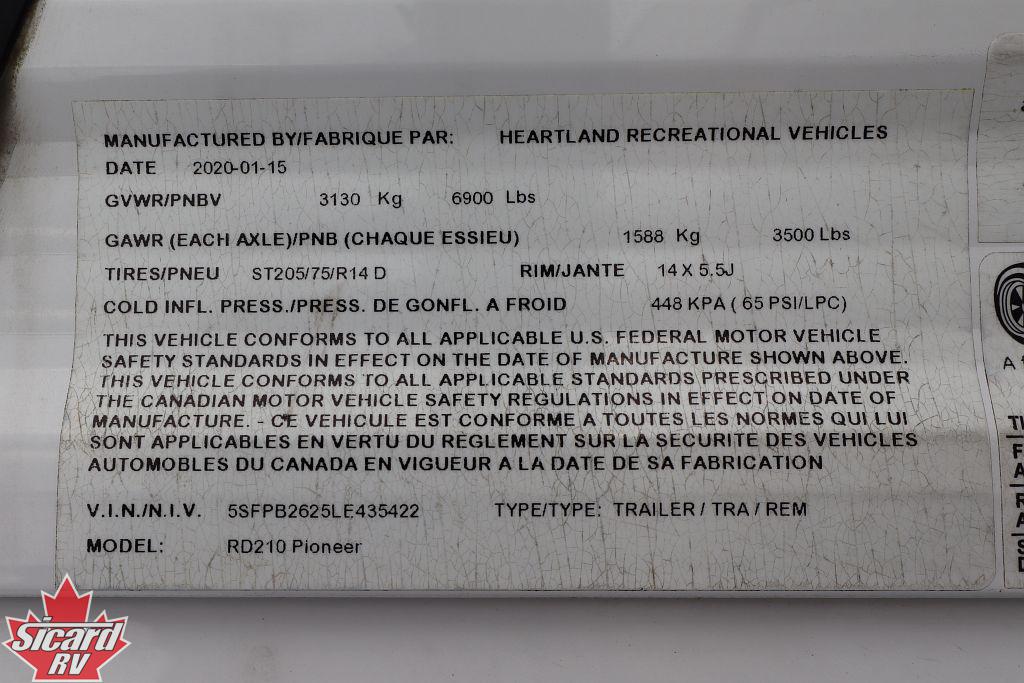 MANUFACTURED BY/FABRIQUE PAR: HEARTLAND RECREATIONAL VEHICLES
DATE 2020-01-15
GVWR/PNBV 3130 Kg 6900 Lbs
GAWR (EACH AXLE)/PNB (CHAQUE ESSIEU) 1588 Kg 3500 Lbs
TIRES/PNEU ST205/75/R14 D RIM/JANTE 14 X 5.5J
COLD INFL. PRESS./PRESS. DE GONFL. A FROID 448 KPA ( 65 PSI/LPC)
THIS VEHICLE CONFORMS TO ALL APPLICABLE U.S. FEDERAL MOTOR VEHICLE
SAFETY STANDARDS IN EFFECT ON THE DATE OF MANUFACTURE SHOWN ABOVE.
THIS VEHICLE CONFORMS TO ALL APPLICABLE STANDARDS PRESCRIBED UNDER
THE CANADIAN MOTOR VEHICLE SAFETY REGULATIONS IN EFFECT ON DATE OF
MANUFACTURE. - CE VEHICULE EST CONFORME A TOUTES LES NORMES QUI LUI
SONT APPLICABLES EN VERTU DU REGLEMENT SUR LA SECURITE DES VEHICLES
AUTOMOBILES DU CANADA EN VIGUEUR A LA DATE DE SA FABRICATION
V.I.N./N.I.V. 5SFPB2625LE435422 TYPE/TYPE: TRAILER / TRA / REM
MODEL: RD210 Pioneer
Sicard
RV